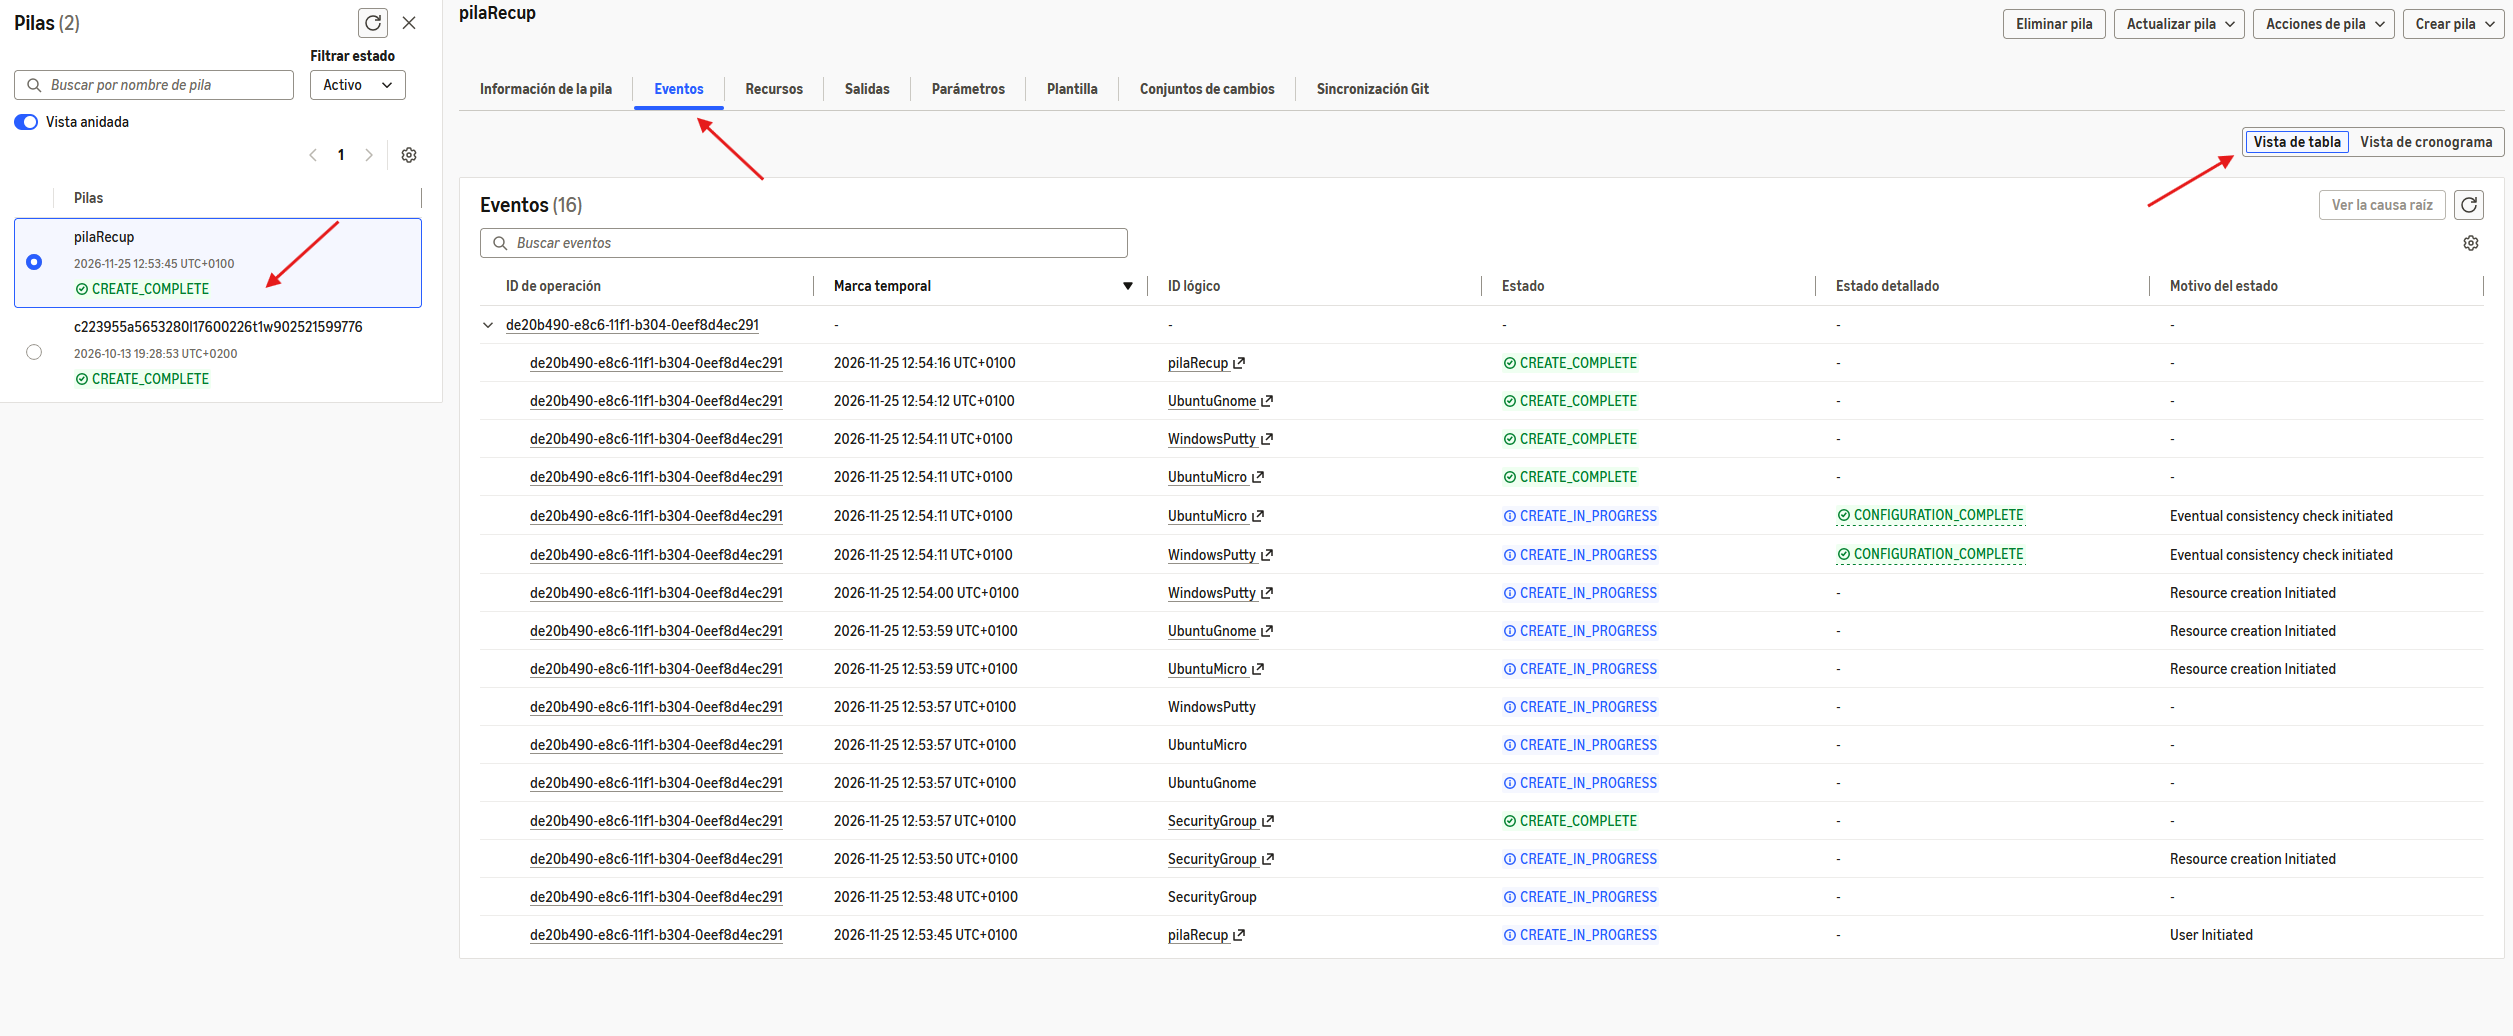 Pilas (2)
Filtrar estado
Buscar por nombre de pila
Activo
Vista anidada
1
Pilas
pilaRecup
2026-11-25 12:53:45 UTC+0100
CREATE_COMPLETE
c223955a5653280l17600226t1w902521599776
2026-10-13 19:28:53 UTC+0200
CREATE_COMPLETE
pilaRecup
Eliminar pila Actualizar pila Acciones de pila Crear pila
Información de la pila Eventos Recursos Salidas Parámetros Plantilla Conjuntos de cambios Sincronización Git
Vista de tabla Vista de cronograma
Eventos (16)
Ver la causa raíz
Buscar eventos
ID de operación Marca temporal ID lógico Estado Estado detallado Motivo del estado
de20b490-e8c6-11f1-b304-0eef8d4ec291 - - - - -
de20b490-e8c6-11f1-b304-0eef8d4ec291 2026-11-25 12:54:16 UTC+0100 pilaRecup CREATE_COMPLETE - -
de20b490-e8c6-11f1-b304-0eef8d4ec291 2026-11-25 12:54:12 UTC+0100 UbuntuGnome CREATE_COMPLETE - -
de20b490-e8c6-11f1-b304-0eef8d4ec291 2026-11-25 12:54:11 UTC+0100 WindowsPutty CREATE_COMPLETE - -
de20b490-e8c6-11f1-b304-0eef8d4ec291 2026-11-25 12:54:11 UTC+0100 UbuntuMicro CREATE_COMPLETE - -
de20b490-e8c6-11f1-b304-0eef8d4ec291 2026-11-25 12:54:11 UTC+0100 UbuntuMicro CREATE_IN_PROGRESS CONFIGURATION_COMPLETE Eventual consistency check initiated
de20b490-e8c6-11f1-b304-0eef8d4ec291 2026-11-25 12:54:11 UTC+0100 WindowsPutty CREATE_IN_PROGRESS CONFIGURATION_COMPLETE Eventual consistency check initiated
de20b490-e8c6-11f1-b304-0eef8d4ec291 2026-11-25 12:54:00 UTC+0100 WindowsPutty CREATE_IN_PROGRESS - Resource creation Initiated
de20b490-e8c6-11f1-b304-0eef8d4ec291 2026-11-25 12:53:59 UTC+0100 UbuntuGnome CREATE_IN_PROGRESS - Resource creation Initiated
de20b490-e8c6-11f1-b304-0eef8d4ec291 2026-11-25 12:53:59 UTC+0100 UbuntuMicro CREATE_IN_PROGRESS - Resource creation Initiated
de20b490-e8c6-11f1-b304-0eef8d4ec291 2026-11-25 12:53:57 UTC+0100 WindowsPutty CREATE_IN_PROGRESS - -
de20b490-e8c6-11f1-b304-0eef8d4ec291 2026-11-25 12:53:57 UTC+0100 UbuntuMicro CREATE_IN_PROGRESS - -
de20b490-e8c6-11f1-b304-0eef8d4ec291 2026-11-25 12:53:57 UTC+0100 UbuntuGnome CREATE_IN_PROGRESS - -
de20b490-e8c6-11f1-b304-0eef8d4ec291 2026-11-25 12:53:57 UTC+0100 SecurityGroup CREATE_COMPLETE - -
de20b490-e8c6-11f1-b304-0eef8d4ec291 2026-11-25 12:53:50 UTC+0100 SecurityGroup CREATE_IN_PROGRESS - Resource creation Initiated
de20b490-e8c6-11f1-b304-0eef8d4ec291 2026-11-25 12:53:48 UTC+0100 SecurityGroup CREATE_IN_PROGRESS - -
de20b490-e8c6-11f1-b304-0eef8d4ec291 2026-11-25 12:53:45 UTC+0100 pilaRecup CREATE_IN_PROGRESS - User Initiated